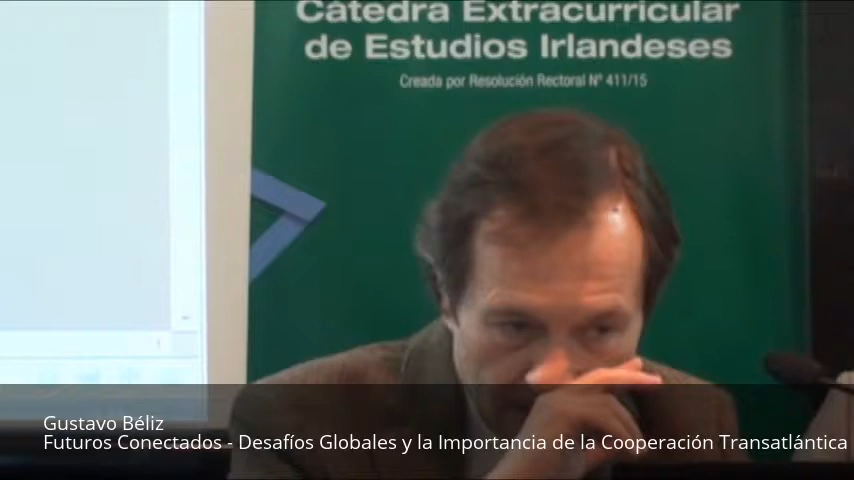 Cátedra Extracurricular
de Estudios Irlandeses
Creada por Resolución Rectoral Nº 411/15
Gustavo Béliz
Futuros Conectados - Desafíos Globales y la Importancia de la Cooperación Transatlántica